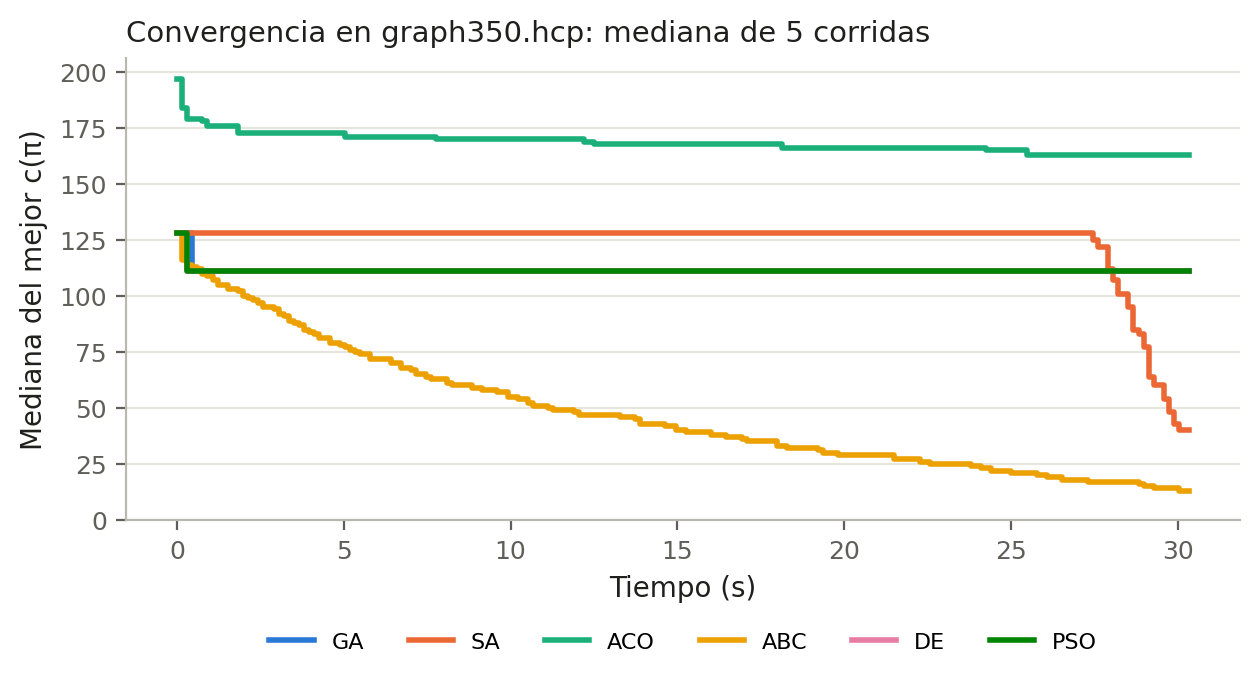 Convergencia en graph350.hcp: mediana de 5 corridas
Mediana del mejor c(π)
200
175
150
125
100
75
50
25
0
0 5 10 15 20 25 30
Tiempo (s)
GA SA ACO ABC DE PSO